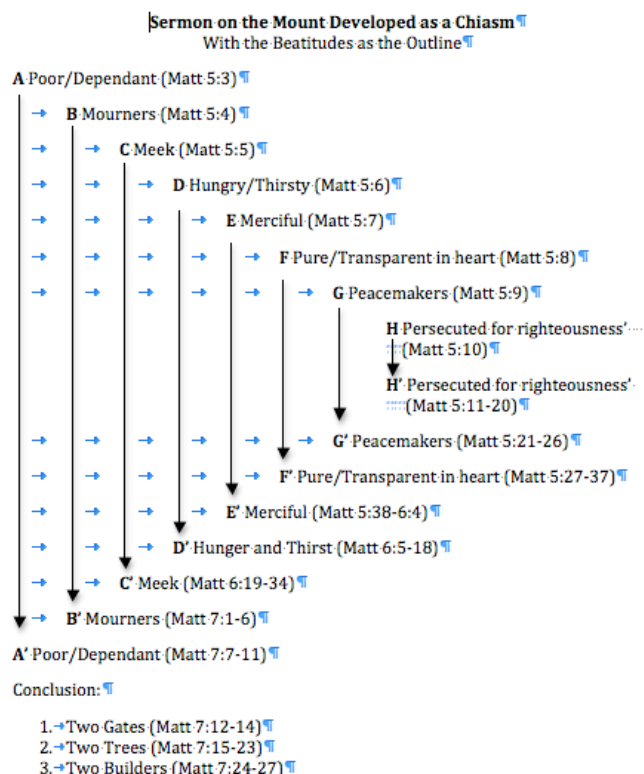 Sermon on the Mount Developed as a Chiasm
With the Beatitudes as the Outline
A Poor/Dependant (Matt 5:3)
B Mourners (Matt 5:4)
C Meek (Matt 5:5)
D Hungry/Thirsty (Matt 5:6)
E Merciful (Matt 5:7)
F Pure/Transparent in heart (Matt 5:8)
G Peacemakers (Matt 5:9)
H Persecuted for righteousness'
(Matt 5:10)
H' Persecuted for righteousness'
(Matt 5:11-20)
G' Peacemakers (Matt 5:21-26)
F' Pure/Transparent in heart (Matt 5:27-37)
E' Merciful (Matt 5:38-6:4)
D' Hunger and Thirst (Matt 6:5-18)
C' Meek (Matt 6:19-34)
B' Mourners (Matt 7:1-6)
A' Poor/Dependant (Matt 7:7-11)
Conclusion:
1. Two Gates (Matt 7:12-14)
2. Two Trees (Matt 7:15-23)
3. Two Builders (Matt 7:24-27)